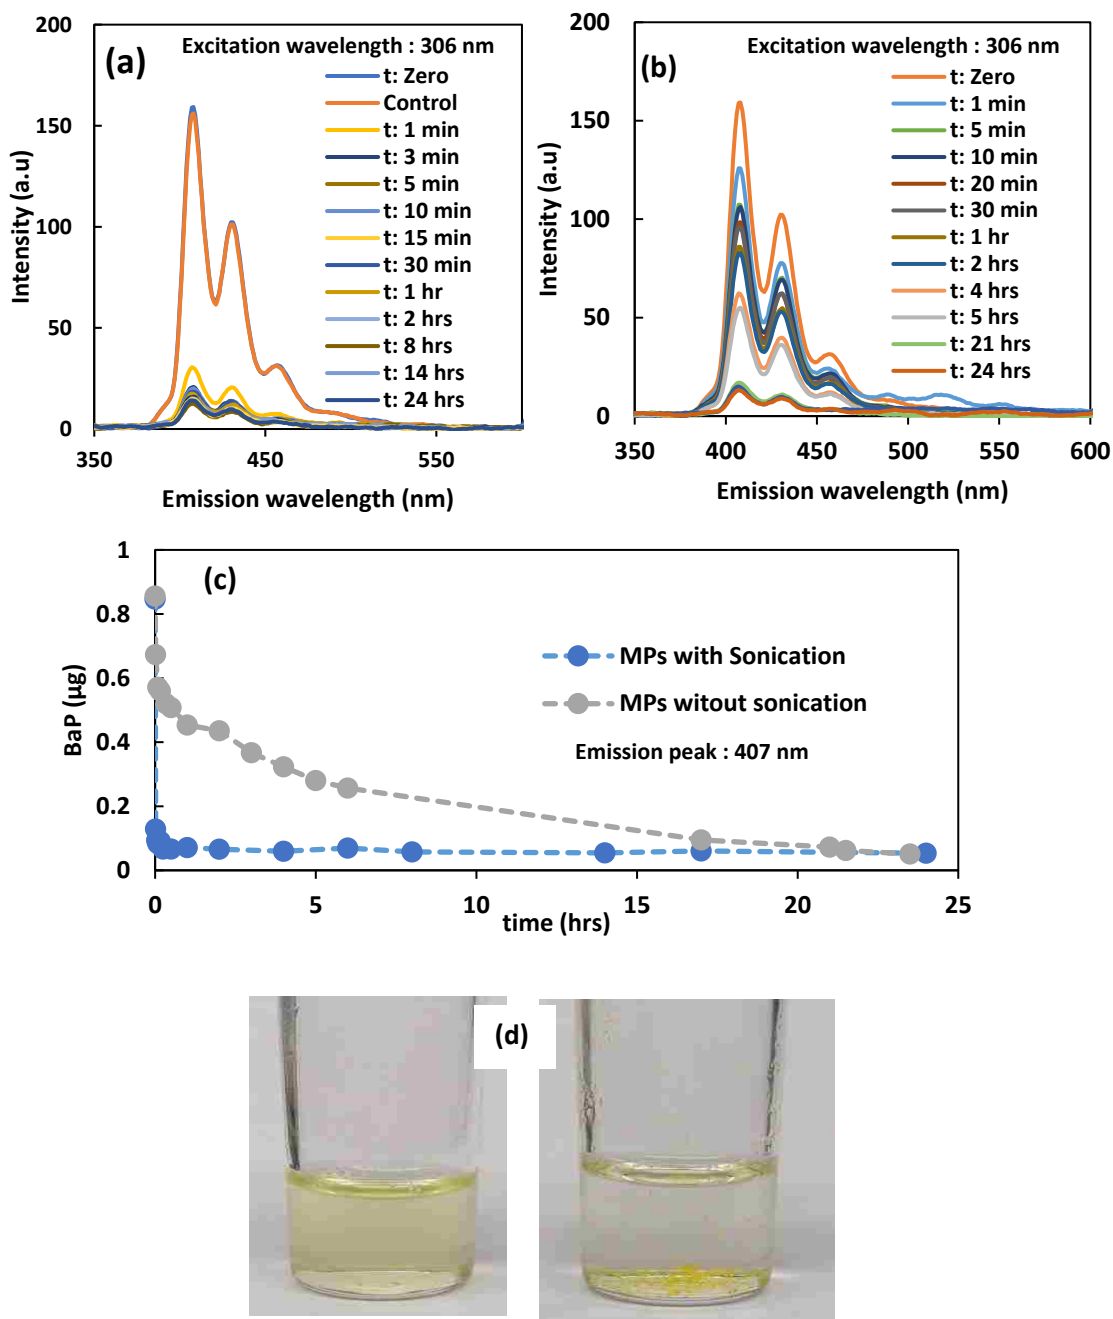 (a)
Excitation wavelength : 306 nm
200
150
100
50
0
Intensity (a.u)
t: Zero
Control
t: 1 min
t: 3 min
t: 5 min
t: 10 min
t: 15 min
t: 30 min
t: 1 hr
t: 2 hrs
t: 8 hrs
t: 14 hrs
t: 24 hrs
350 450 550
Emission wavelength (nm)
(b)
Excitation wavelength : 306 nm
200
150
100
50
0
Intensity (a.u)
t: Zero
t: 1 min
t: 5 min
t: 10 min
t: 20 min
t: 30 min
t: 1 hr
t: 2 hrs
t: 4 hrs
t: 5 hrs
t: 21 hrs
t: 24 hrs
350 400 450 500 550 600
Emission wavelength (nm)
(c)
1
0.8
0.6
0.4
0.2
0
BaP (µg)
MPs with Sonication
MPs witout sonication
Emission peak : 407 nm
0 5 10 15 20 25
time (hrs)
(d)